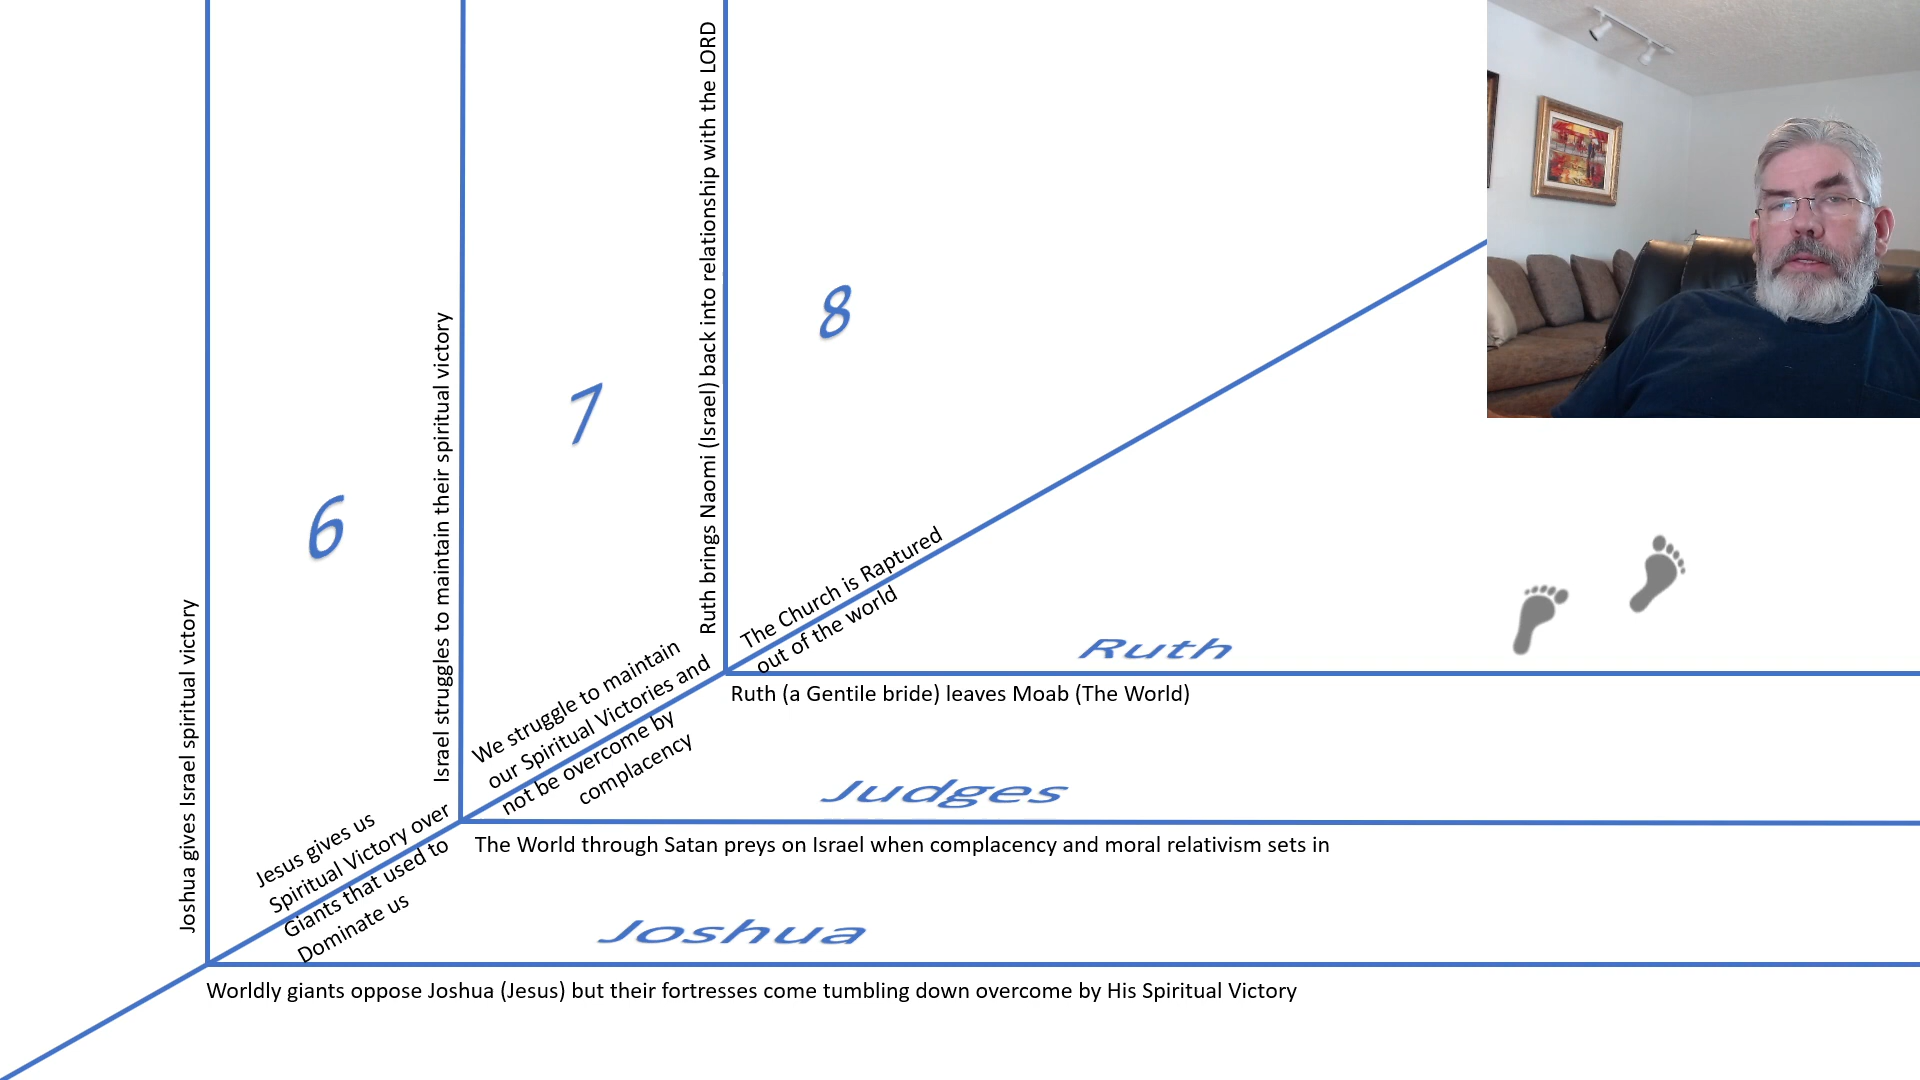 Joshua gives Israel spiritual victory
6
Israel struggles to maintain their spiritual victory
7
Ruth brings Naomi (Israel) back into relationship with the LORD
8
The Church is Raptured
out of the world
Ruth
Ruth (a Gentile bride) leaves Moab (The World)
We struggle to maintain
our Spiritual Victories and
not be overcome by
complacency
Judges
The World through Satan preys on Israel when complacency and moral relativism sets in
Jesus gives us
Spiritual Victory over
Giants that used to
Dominate us
Joshua
Worldly giants oppose Joshua (Jesus) but their fortresses come tumbling down overcome by His Spiritual Victory